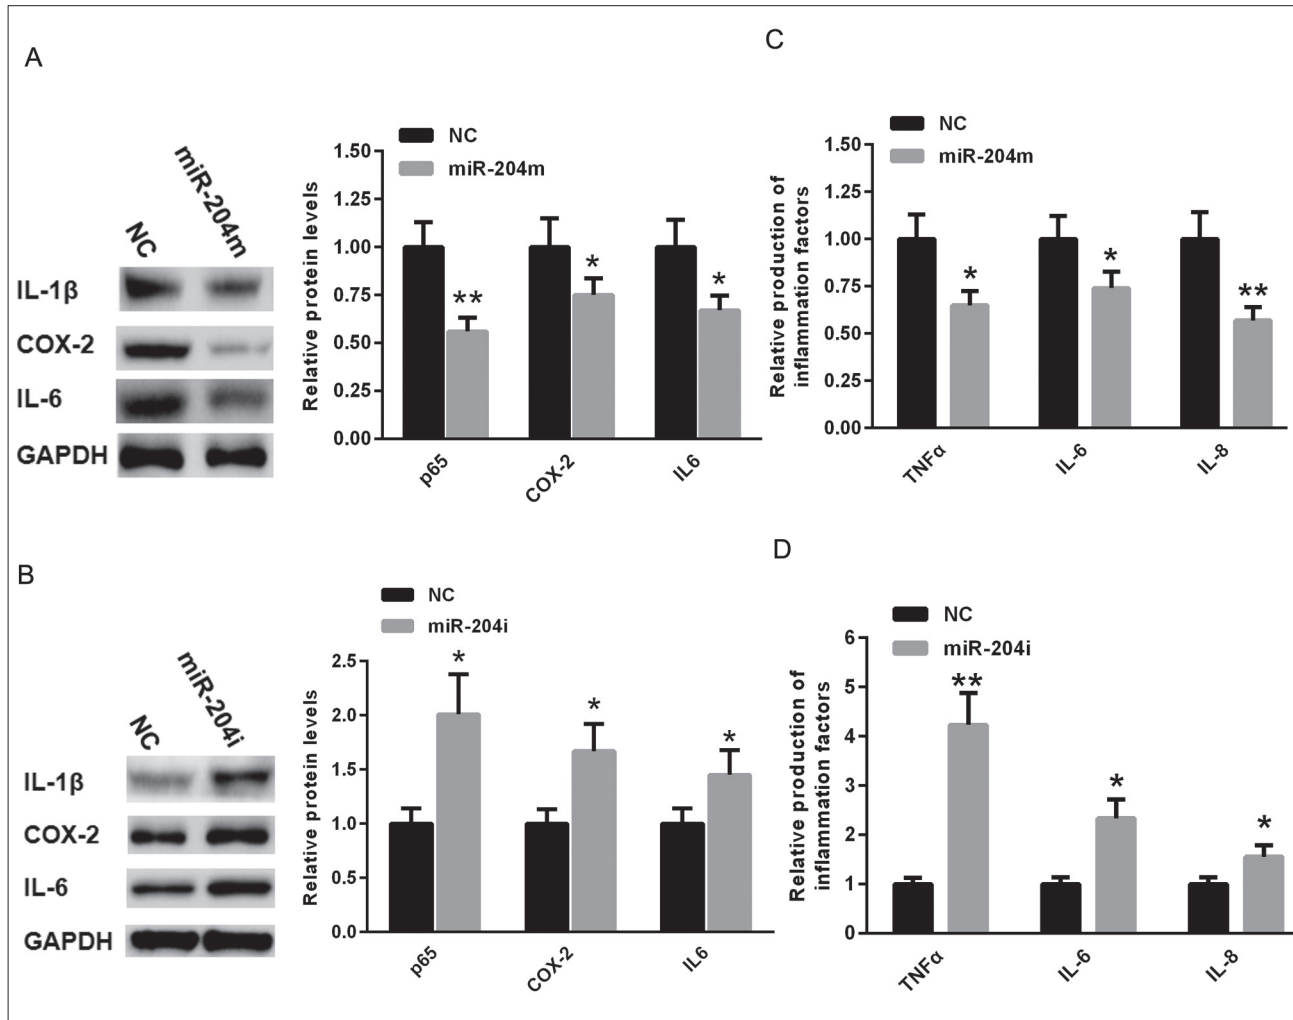 A
NC
miR-204m
IL-1β
COX-2
IL-6
GAPDH
NC
miR-204m
Relative protein levels
1.50
1.25
1.00
0.75
0.50
0.25
0.00
**
*
*
p65
COX-2
IL6
C
NC
miR-204m
Relative production of
inflammation factors
1.50
1.25
1.00
0.75
0.50
0.25
0.00
*
*
**
TNFα
IL-6
IL-8
B
NC
miR-204i
IL-1β
COX-2
IL-6
GAPDH
NC
miR-204i
Relative protein levels
2.5
2.0
1.5
1.0
0.5
0.0
*
*
*
p65
COX-2
IL6
D
NC
miR-204i
Relative production of
inflammation factors
6
5
4
3
2
1
0
**
*
*
TNFα
IL-6
IL-8